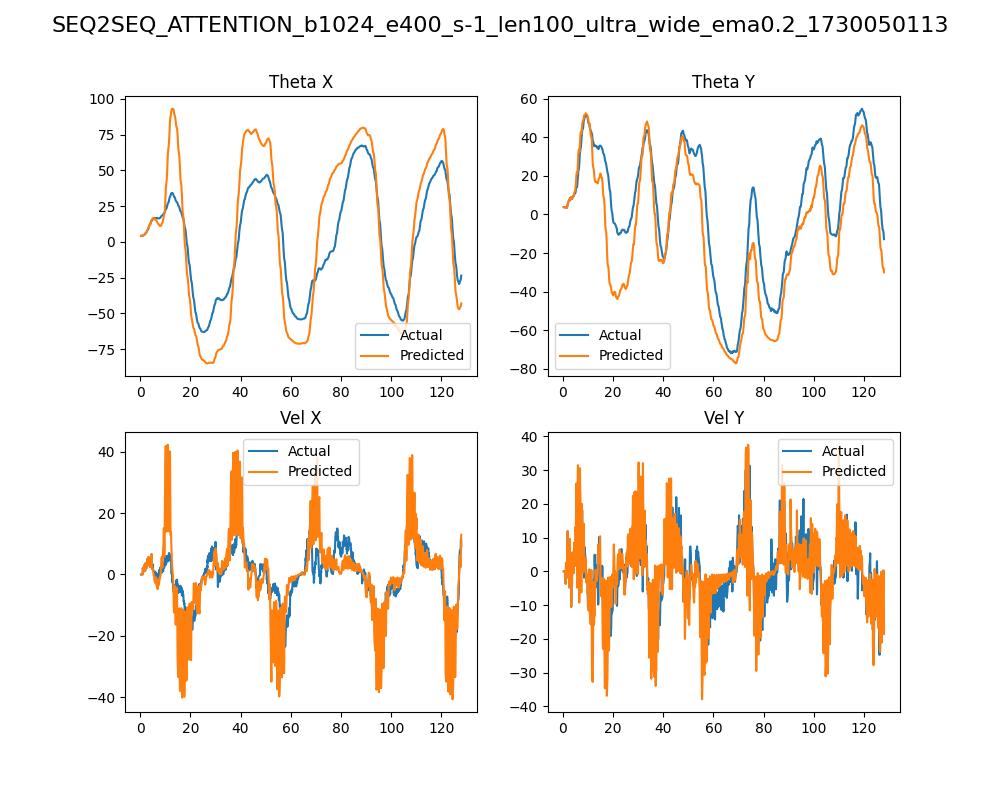 SEQ2SEQ_ATTENTION_b1024_e400_s-1_len100_ultra_wide_ema0.2_1730050113
Theta X
100
75
50
25
0
−25
−50
−75
0 20 40 60 80 100 120
Actual
Predicted
Theta Y
60
40
20
0
−20
−40
−60
−80
0 20 40 60 80 100 120
Actual
Predicted
Vel X
40
20
0
−20
−40
0 20 40 60 80 100 120
Actual
Predicted
Vel Y
40
30
20
10
0
−10
−20
−30
−40
0 20 40 60 80 100 120
Actual
Predicted